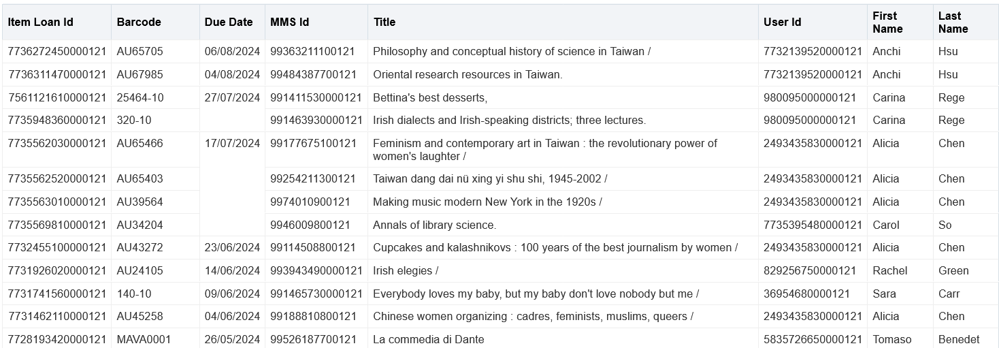 Item Loan Id Barcode Due Date MMS Id Title User Id First Name Last Name
7736272450000121 AU65705 06/08/2024 99363211100121 Philosophy and conceptual history of science in Taiwan / 7732139520000121 Anchi Hsu
7736311470000121 AU67985 04/08/2024 99484387700121 Oriental research resources in Taiwan. 7732139520000121 Anchi Hsu
7561121610000121 25464-10 27/07/2024 991411530000121 Bettina's best desserts, 980095000000121 Carina Rege
7735948360000121 320-10 991463930000121 Irish dialects and Irish-speaking districts; three lectures. 980095000000121 Carina Rege
7735562030000121 AU65466 17/07/2024 99177675100121 Feminism and contemporary art in Taiwan : the revolutionary power of 2493435830000121 Alicia Chen
women's laughter /
7735562520000121 AU65403 99254211300121 Taiwan dang dai nü xing yi shu shi, 1945-2002 / 2493435830000121 Alicia Chen
7735563010000121 AU39564 9974010900121 Making music modern New York in the 1920s / 2493435830000121 Alicia Chen
7735569810000121 AU34204 9946009800121 Annals of library science. 7735395480000121 Carol So
7732455100000121 AU43272 23/06/2024 99114508800121 Cupcakes and kalashnikovs : 100 years of the best journalism by women / 2493435830000121 Alicia Chen
7731926020000121 AU24105 14/06/2024 993943490000121 Irish elegies / 829256750000121 Rachel Green
7731741560000121 140-10 09/06/2024 991465730000121 Everybody loves my baby, but my baby don't love nobody but me / 36954680000121 Sara Carr
7731462110000121 AU45258 04/06/2024 99188810800121 Chinese women organizing : cadres, feminists, muslims, queers / 2493435830000121 Alicia Chen
7728193420000121 MAVA0001 26/05/2024 99526187700121 La commedia di Dante 5835726650000121 Tomaso Benedet